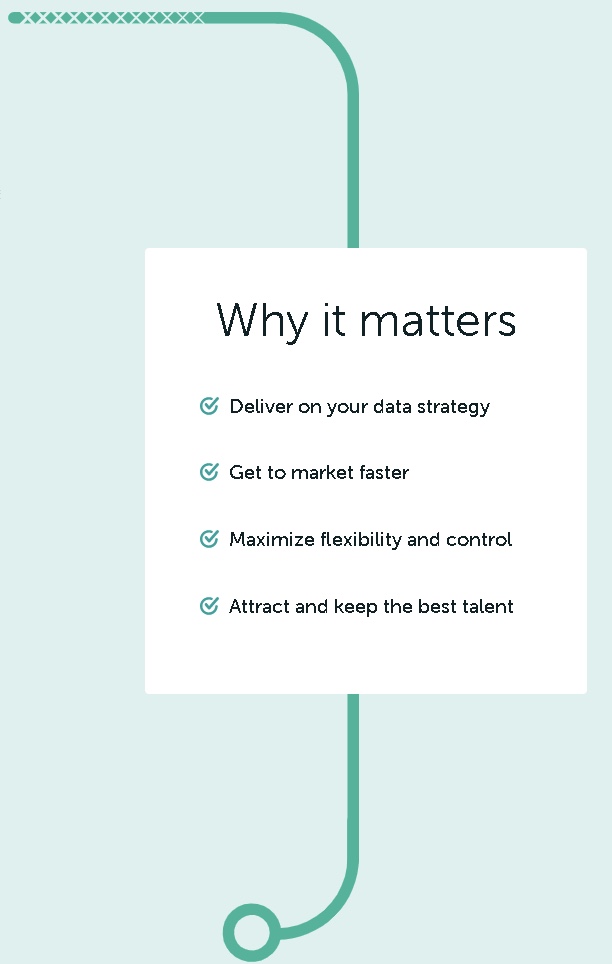 Why it matters
Deliver on your data strategy
Get to market faster
Maximize flexibility and control
Attract and keep the best talent